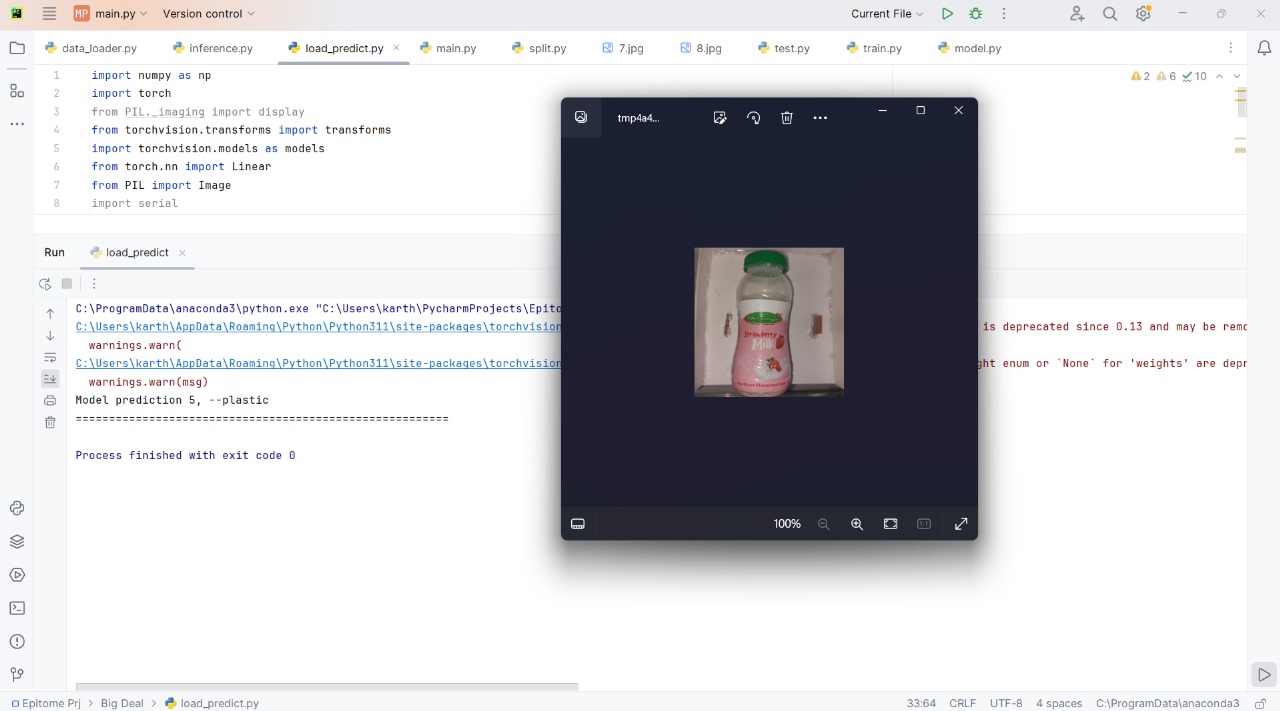 MP main.py Version control Current File
data_loader.py inference.py load_predict.py main.py split.py 7.jpg 8.jpg test.py train.py model.py
1 import numpy as np
2 import torch
3 from PIL._imaging import display
4 from torchvision.transforms import transforms
5 import torchvision.models as models
6 from torch.nn import Linear
7 from PIL import Image
8 import serial
2 6 10
tmp4a4...
Strawberry
Milk
100%
1:1
Run load_predict
C:\ProgramData\anaconda3\python.exe "C:\Users\karth\PycharmProjects\Epito
C:\Users\karth\AppData\Roaming\Python\Python311\site-packages\torchvision is deprecated since 0.13 and may be remo
warnings.warn(
C:\Users\karth\AppData\Roaming\Python\Python311\site-packages\torchvision ght enum or `None` for 'weights' are depr
warnings.warn(msg)
Model prediction 5, --plastic
=======================================================
Process finished with exit code 0
Epitome Prj > Big Deal > load_predict.py 33:64 CRLF UTF-8 4 spaces C:\ProgramData\anaconda3